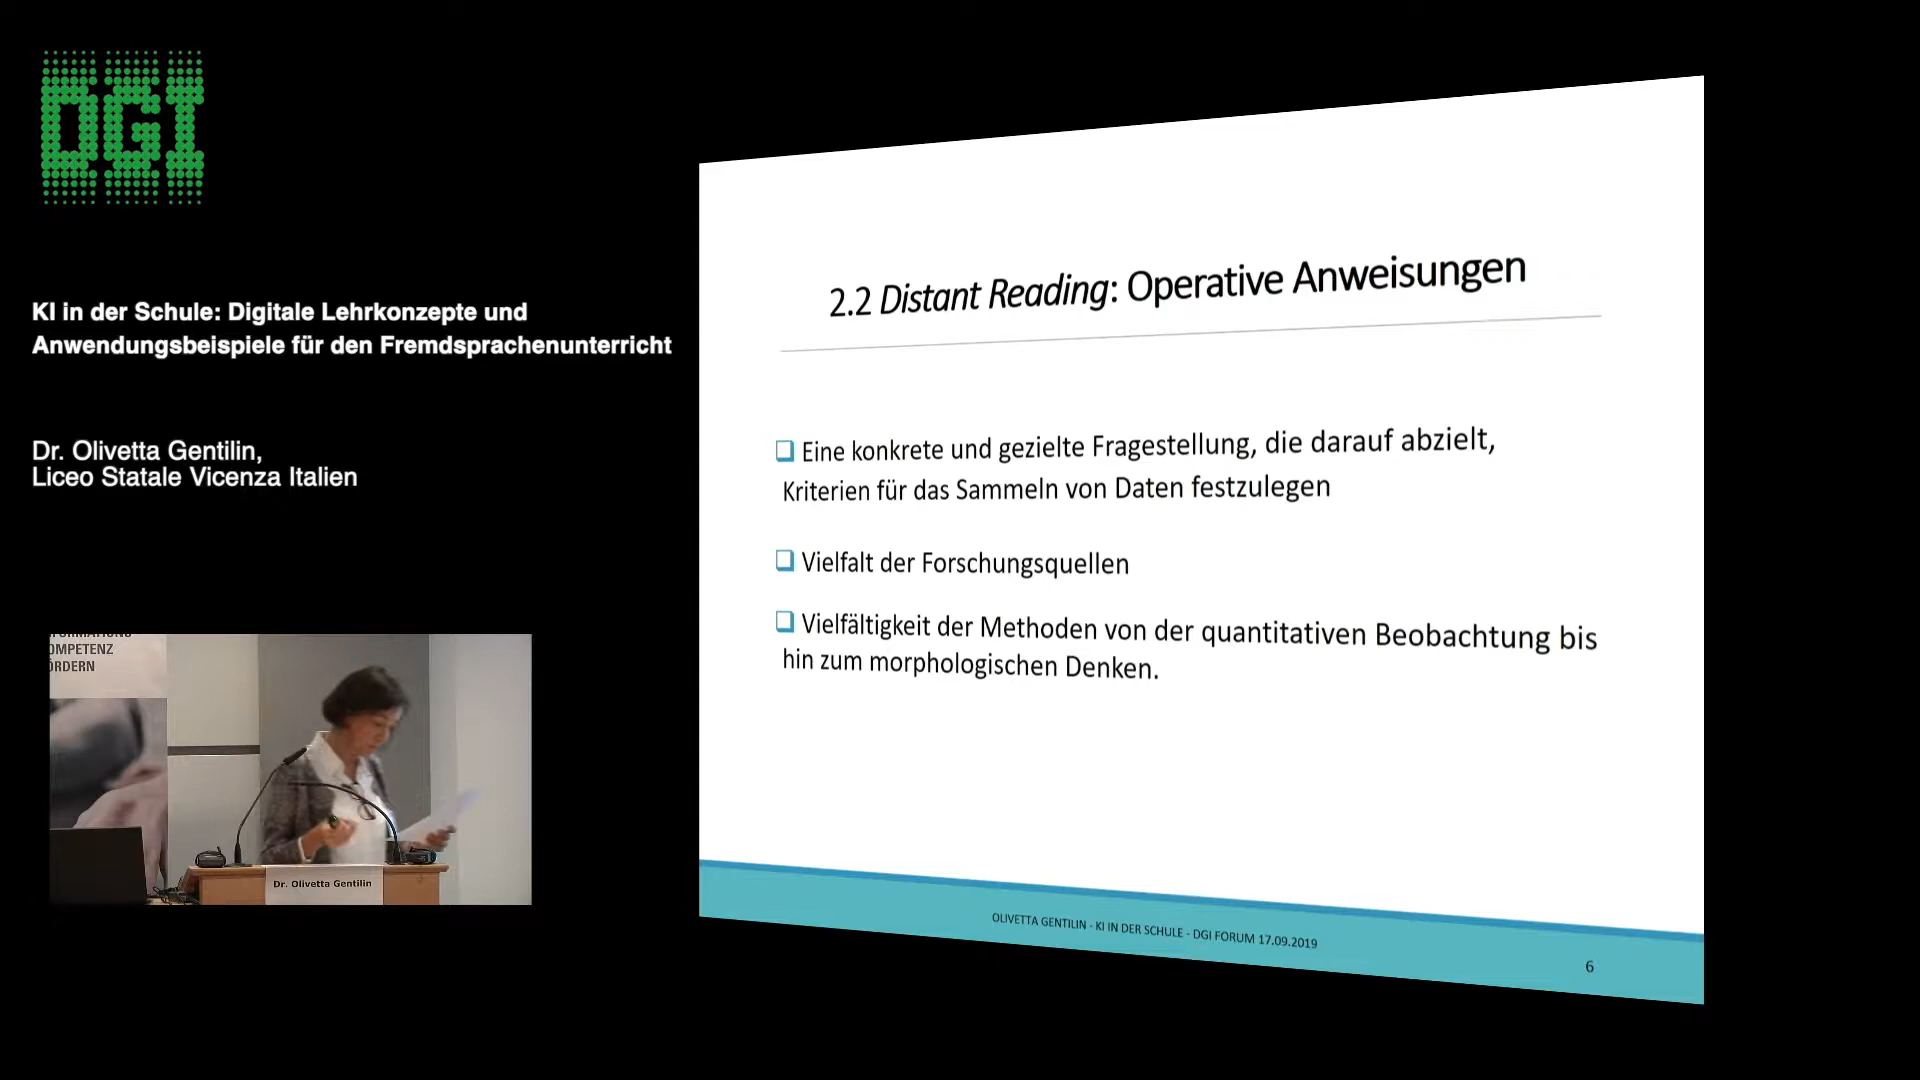 DGI
KI in der Schule: Digitale Lehrkonzepte und
Anwendungsbeispiele für den Fremdsprachenunterricht
Dr. Olivetta Gentilin,
Liceo Statale Vicenza Italien
OMPETENZ
ÖRDERN
Dr. Olivetta Gentilin
2.2 Distant Reading: Operative Anweisungen
Eine konkrete und gezielte Fragestellung, die darauf abzielt,
Kriterien für das Sammeln von Daten festzulegen
Vielfalt der Forschungsquellen
Vielfältigkeit der Methoden von der quantitativen Beobachtung bis
hin zum morphologischen Denken.
OLIVETTA GENTILIN - KI IN DER SCHULE - DGI FORUM 17.09.2019
6